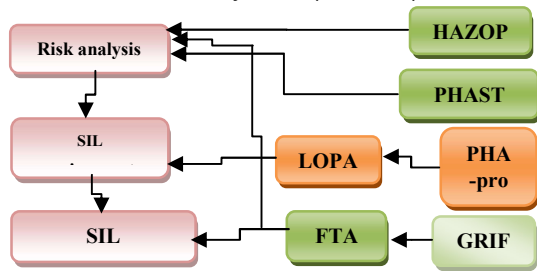 HAZOP
Risk analysis
PHAST
SIL
LOPA
PHA
-pro
SIL
FTA
GRIF